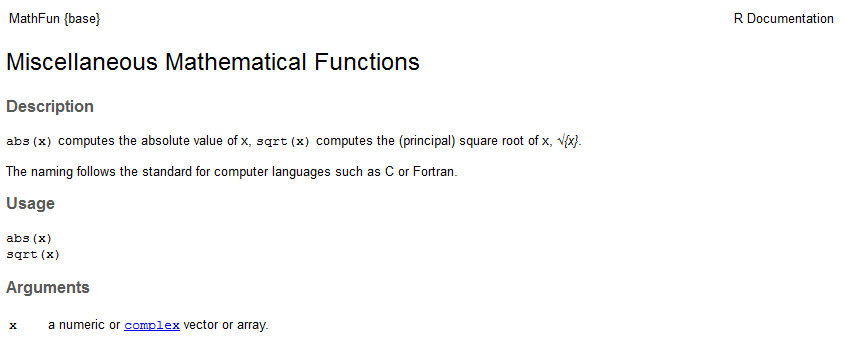 MathFun {base} R Documentation
Miscellaneous Mathematical Functions
Description
abs(x) computes the absolute value of x, sqrt(x) computes the (principal) square root of x, √{x}.
The naming follows the standard for computer languages such as C or Fortran.
Usage
abs(x)
sqrt(x)
Arguments
x a numeric or complex vector or array.